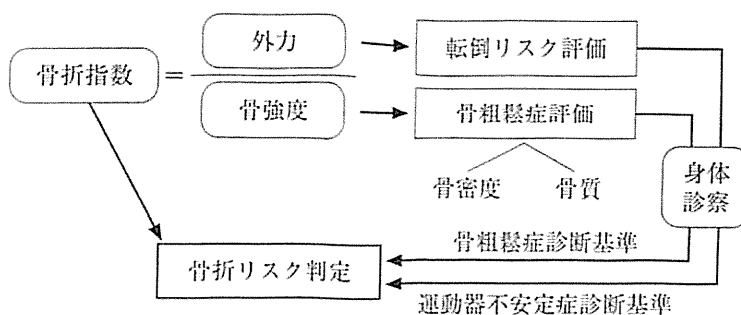 外力
転倒リスク評価
骨折指数
=
骨強度
骨粗鬆症評価
骨密度
骨質
身体
診察
骨粗鬆症診断基準
骨折リスク判定
運動器不安定症診断基準